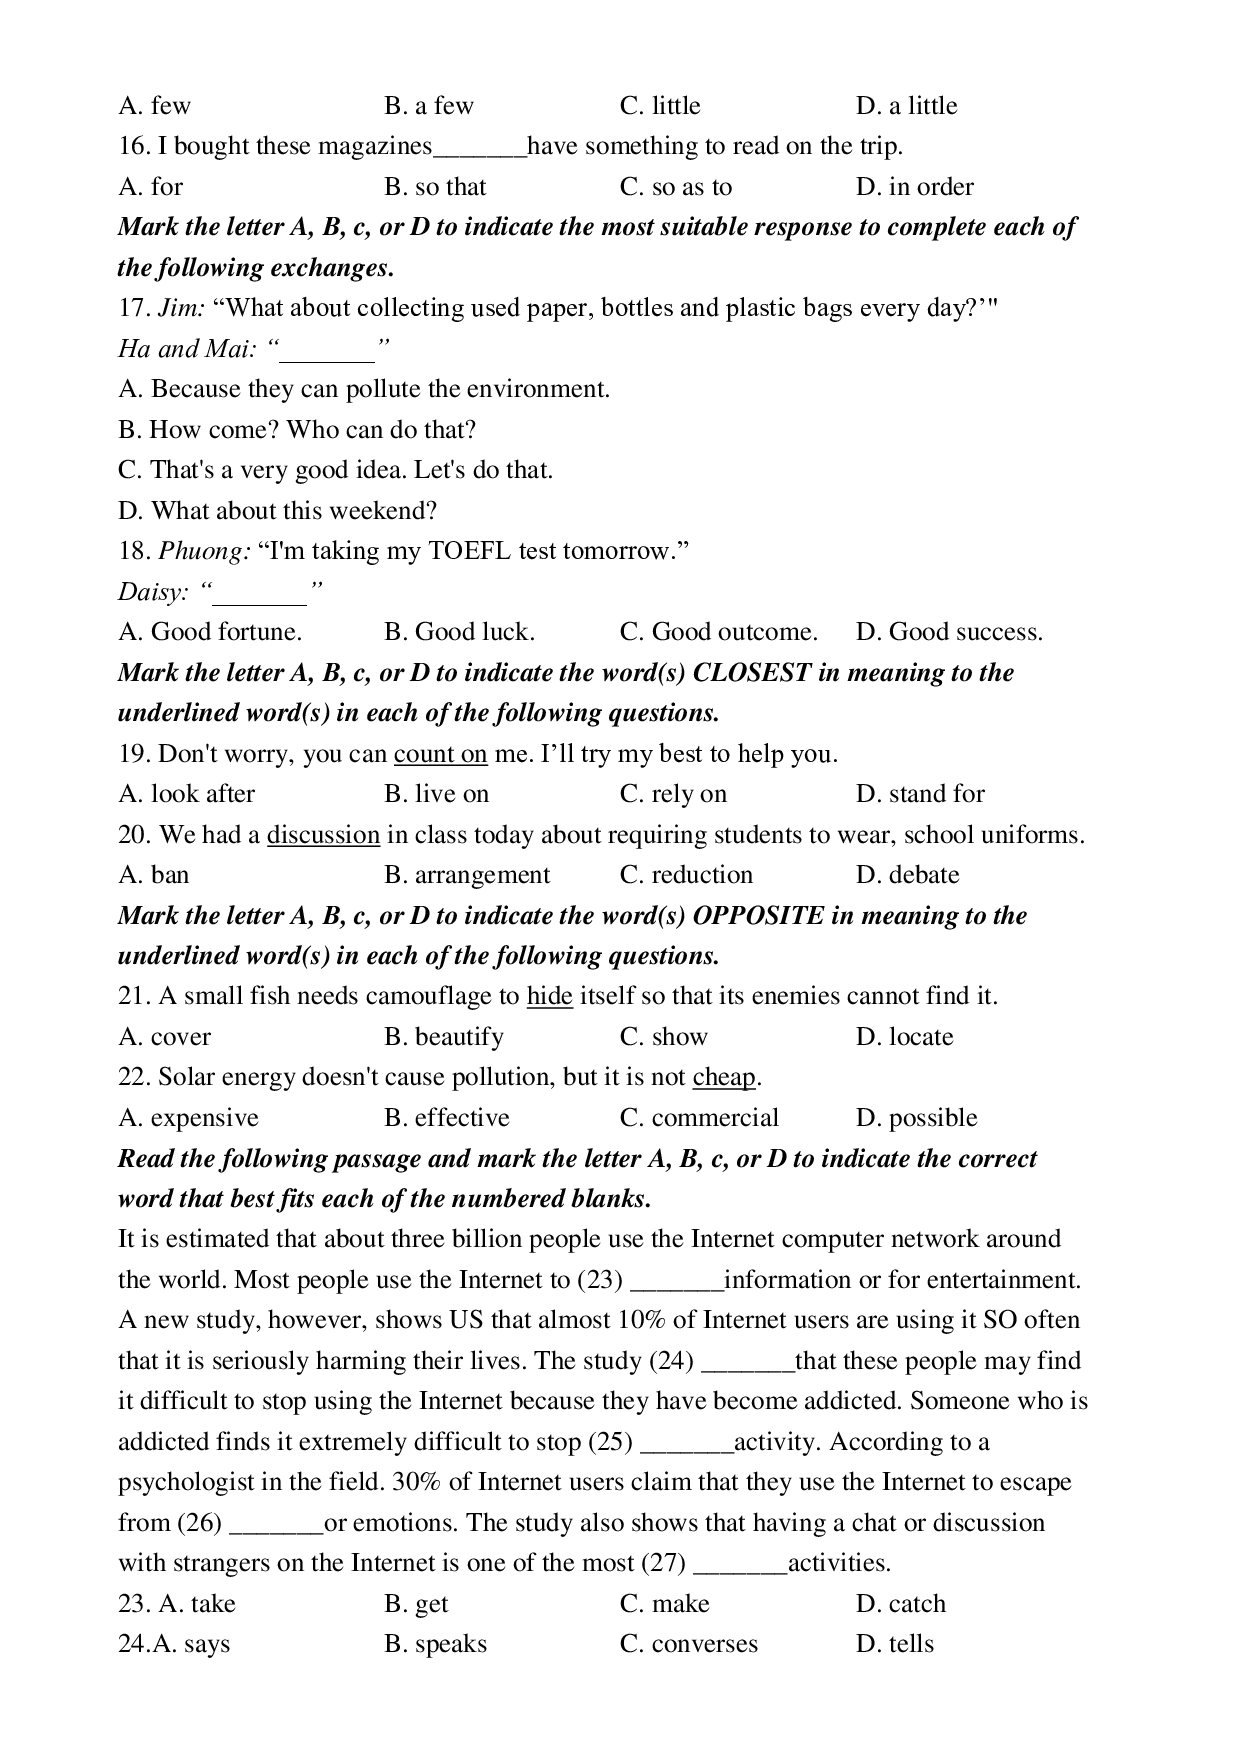 A. few B. a few C. little D. a little
16. I bought these magazines_______have something to read on the trip.
A. for B. so that C. so as to D. in order
Mark the letter A, B, c, or D to indicate the most suitable response to complete each of
the following exchanges.
17. Jim: “What about collecting used paper, bottles and plastic bags every day?’"
Ha and Mai: “_______”
A. Because they can pollute the environment.
B. How come? Who can do that?
C. That's a very good idea. Let's do that.
D. What about this weekend?
18. Phuong: “I'm taking my TOEFL test tomorrow.”
Daisy: “_______”
A. Good fortune. B. Good luck. C. Good outcome. D. Good success.
Mark the letter A, B, c, or D to indicate the word(s) CLOSEST in meaning to the
underlined word(s) in each of the following questions.
19. Don't worry, you can count on me. I’ll try my best to help you.
A. look after B. live on C. rely on D. stand for
20. We had a discussion in class today about requiring students to wear, school uniforms.
A. ban B. arrangement C. reduction D. debate
Mark the letter A, B, c, or D to indicate the word(s) OPPOSITE in meaning to the
underlined word(s) in each of the following questions.
21. A small fish needs camouflage to hide itself so that its enemies cannot find it.
A. cover B. beautify C. show D. locate
22. Solar energy doesn't cause pollution, but it is not cheap.
A. expensive B. effective C. commercial D. possible
Read the following passage and mark the letter A, B, c, or D to indicate the correct
word that best fits each of the numbered blanks.
It is estimated that about three billion people use the Internet computer network around
the world. Most people use the Internet to (23) _______information or for entertainment.
A new study, however, shows US that almost 10% of Internet users are using it SO often
that it is seriously harming their lives. The study (24) _______that these people may find
it difficult to stop using the Internet because they have become addicted. Someone who is
addicted finds it extremely difficult to stop (25) _______activity. According to a
psychologist in the field. 30% of Internet users claim that they use the Internet to escape
from (26) _______or emotions. The study also shows that having a chat or discussion
with strangers on the Internet is one of the most (27) _______activities.
23. A. take B. get C. make D. catch
24.A. says B. speaks C. converses D. tells